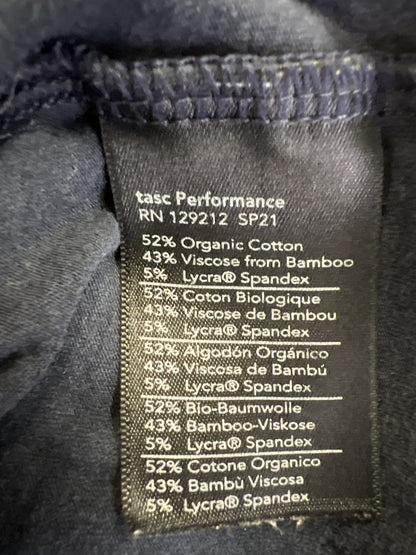 tasc Performance
RN 129212 SP21
52% Organic Cotton
43% Viscose from Bamboo
5% Lycra® Spandex
52% Coton Biologique
43% Viscose de Bambou
5% Lycra® Spandex
52% Algodón Orgánico
43% Viscosa de Bambú
5% Lycra® Spandex
52% Bio-Baumwolle
43% Bamboo-Viskose
5% Lycra® Spandex
52% Cotone Organico
43% Bambù Viscosa
5% Lycra® Spandex